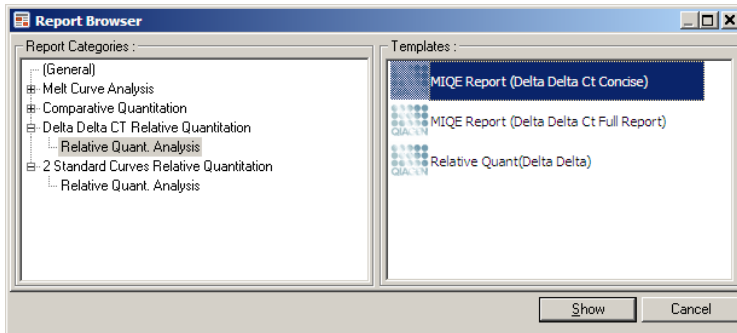 Report Browser
Report Categories :
(General)
Melt Curve Analysis
Comparative Quantitation
Delta Delta CT Relative Quantitation
Relative Quant. Analysis
2 Standard Curves Relative Quantitation
Relative Quant. Analysis
Templates :
MIQE Report (Delta Delta Ct Concise)
MIQE Report (Delta Delta Ct Full Report)
QIAGEN
Relative Quant(Delta Delta)
QIAGEN
Show
Cancel